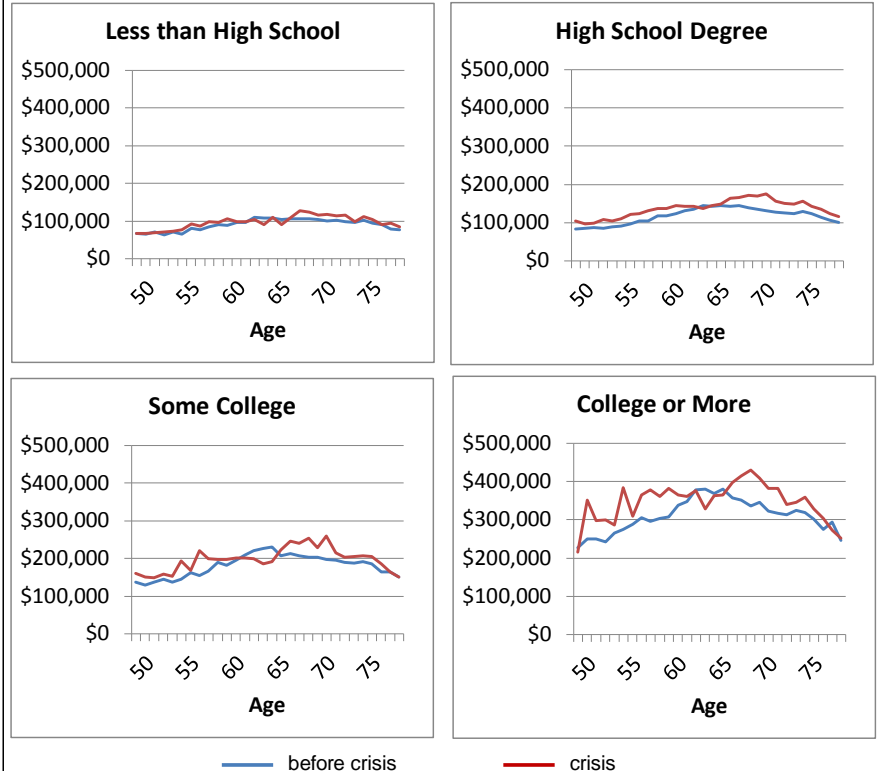 Less than High School
$500,000
$400,000
$300,000
$200,000
$100,000
$0
50 55 60 65 70 75
Age
High School Degree
$500,000
$400,000
$300,000
$200,000
$100,000
$0
50 55 60 65 70 75
Age
Some College
$500,000
$400,000
$300,000
$200,000
$100,000
$0
50 55 60 65 70 75
Age
College or More
$500,000
$400,000
$300,000
$200,000
$100,000
$0
50 55 60 65 70 75
Age
before crisis crisis